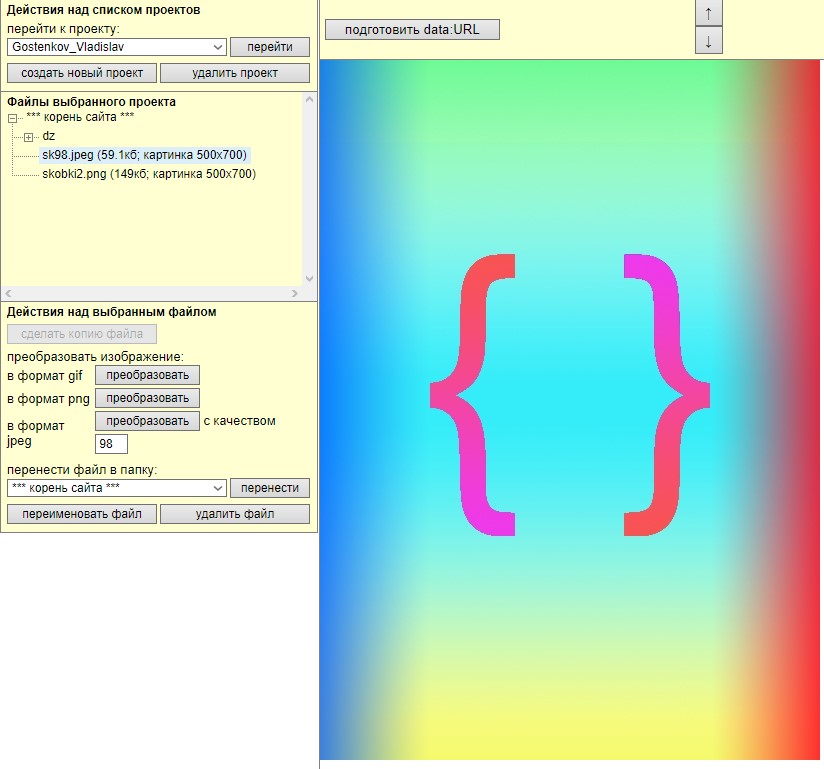 Действия над списком проектов
перейти к проекту:
Gostenkov_Vladislav перейти
создать новый проект удалить проект
Файлы выбранного проекта
*** корень сайта ***
dz
sk98.jpeg (59.1кб; картинка 500x700)
skobki2.png (149кб; картинка 500x700)
Действия над выбранным файлом
сделать копию файла
преобразовать изображение:
в формат gif преобразовать
в формат png преобразовать
в формат jpeg преобразовать с качеством
98
перенести файл в папку:
*** корень сайта *** перенести
переименовать файл удалить файл
подготовить data:URL
↑
↓
{ }